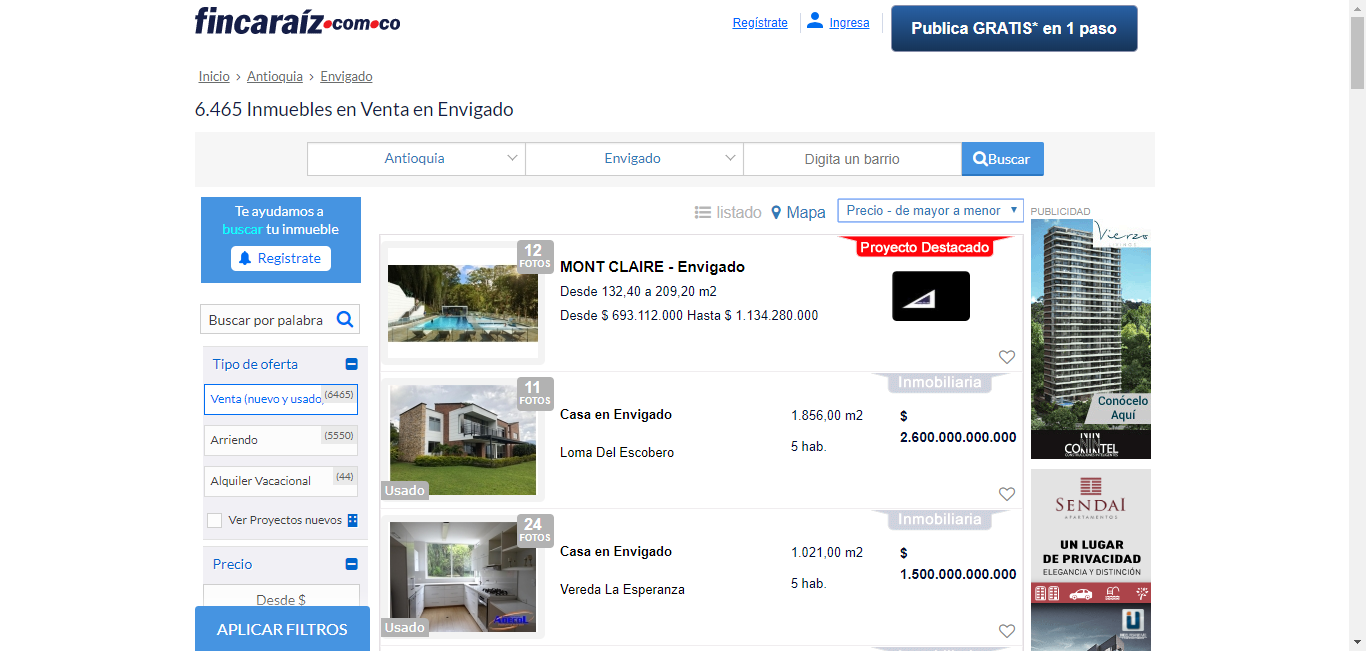 fincaraíz.com.co
Regístrate
Ingresa
Publica GRATIS* en 1 paso
Inicio > Antioquia > Envigado
6.465 Inmuebles en Venta en Envigado
Antioquia
Envigado
Digita un barrio
Buscar
Te ayudamos a
buscar tu inmueble
Registrate
listado
Mapa
Precio - de mayor a menor
PUBLICIDAD
Buscar por palabra
Tipo de oferta
Venta (nuevo y usado)
(6465)
Arriendo
(5550)
Alquiler Vacacional
(44)
Ver Proyectos nuevos
Precio
Desde $
APLICAR FILTROS
12
FOTOS
MONT CLAIRE - Envigado
Desde 132,40 a 209,20 m2
Desde $ 693.112.000 Hasta $ 1.134.280.000
Proyecto Destacado
11
FOTOS
Usado
Casa en Envigado
Loma Del Escobero
1.856,00 m2
5 hab.
Inmobiliaria
$
2.600.000.000.000
24
FOTOS
Usado
Casa en Envigado
Vereda La Esperanza
1.021,00 m2
5 hab.
Inmobiliaria
$
1.500.000.000.000
Vierzo
Conócelo
Aquí
CONINTEL
SENDAI
APARTAMENTOS
UN LUGAR
DE PRIVACIDAD
ELEGANCIA Y DISTINCIÓN